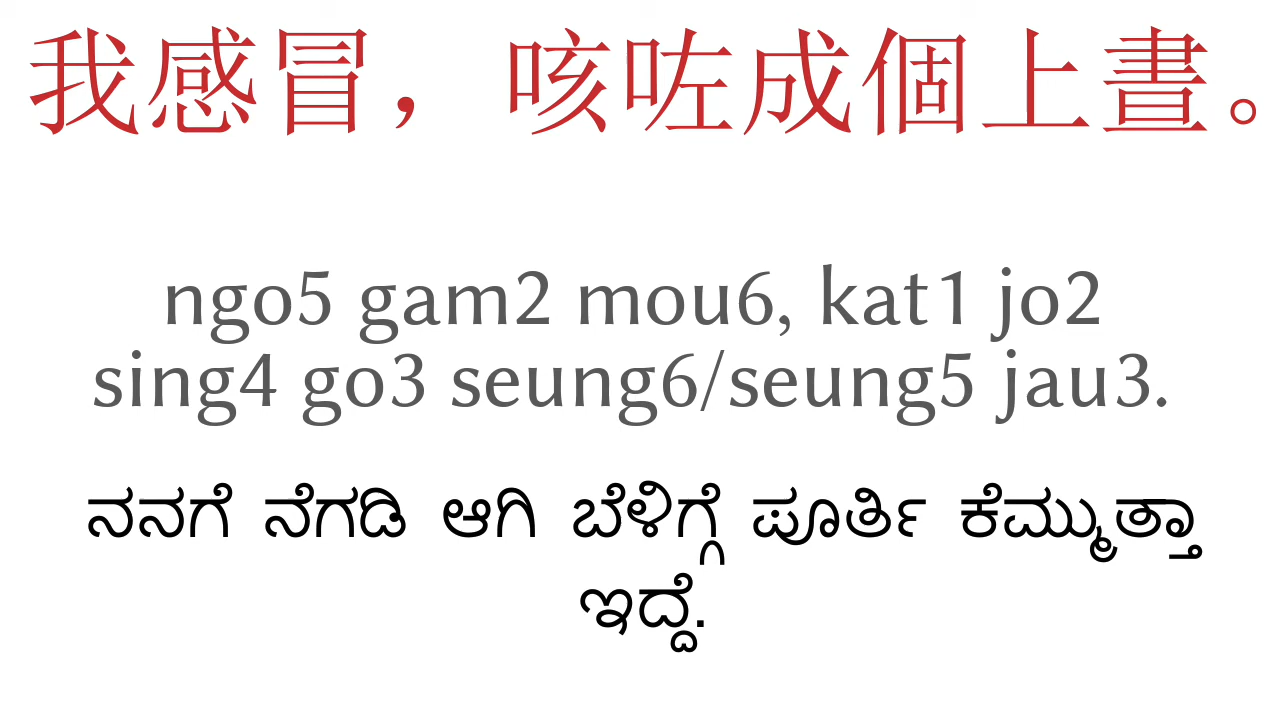 我感冒，咳咗成個上晝。
ngo5 gam2 mou6, kat1 jo2
sing4 go3 seung6/seung5 jau3.
ನನಗೆ ನೆಗಡಿ ಆಗಿ ಬೆಳಿಗ್ಗೆ ಪೂರ್ತಿ ಕೆಮ್ಮುತ್ತಾ
ಇದ್ದೆ.